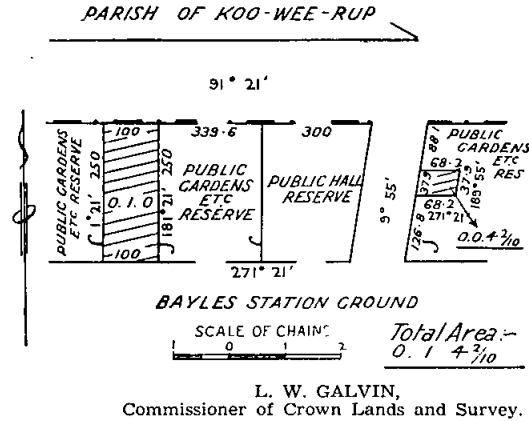 PARISH OF KOO-WEE-RUP
91° 21'
100
339.6
300
PUBLIC GARDENS
ETC RESERVE
250
1° 21'
0.1.0
250
181° 21'
100
PUBLIC
GARDENS
ETC
RESERVE
PUBLIC HALL
RESERVE
9° 55'
88.1
PUBLIC
GARDENS
ETC
RES
68.2
37.9
37.9
189° 55'
68.2
271° 21'
126.8
0.0.4 2/10
271° 21'
BAYLES STATION GROUND
SCALE OF CHAINS
1 0 1 2
Total Area:-
0. 1 4 2/10
L. W. GALVIN,
Commissioner of Crown Lands and Survey.